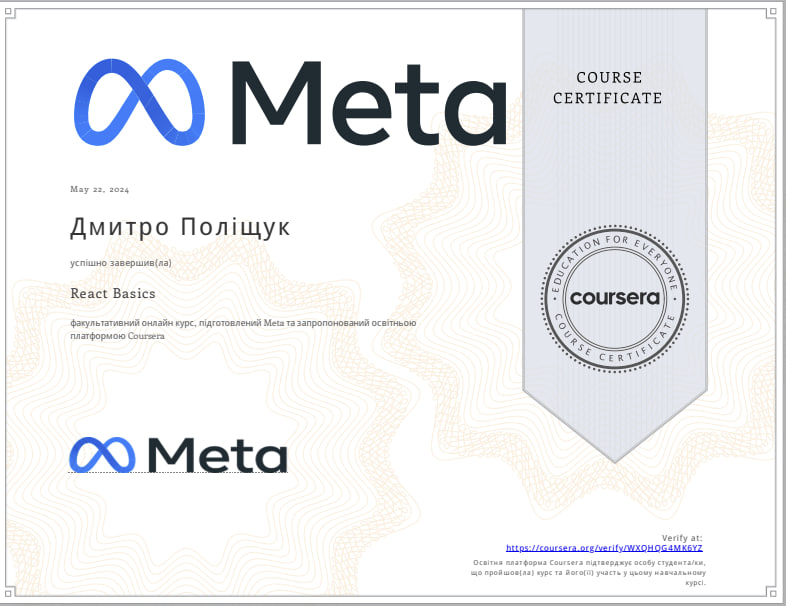 Meta
COURSE
CERTIFICATE
May 22, 2024
Дмитро Поліщук
успішно завершив(ла)
React Basics
факультативний онлайн курс, підготовлений Meta та запропонований освітньою
платформою Coursera
EDUCATION FOR EVERYONE
coursera
COURSE CERTIFICATE
Meta
Verify at:
https://coursera.org/verify/WXQHQG4MK6YZ
Освітня платформа Coursera підтверджує особу студента/ки,
що пройшов(ла) курс та його(її) участь у цьому навчальному
курсі.